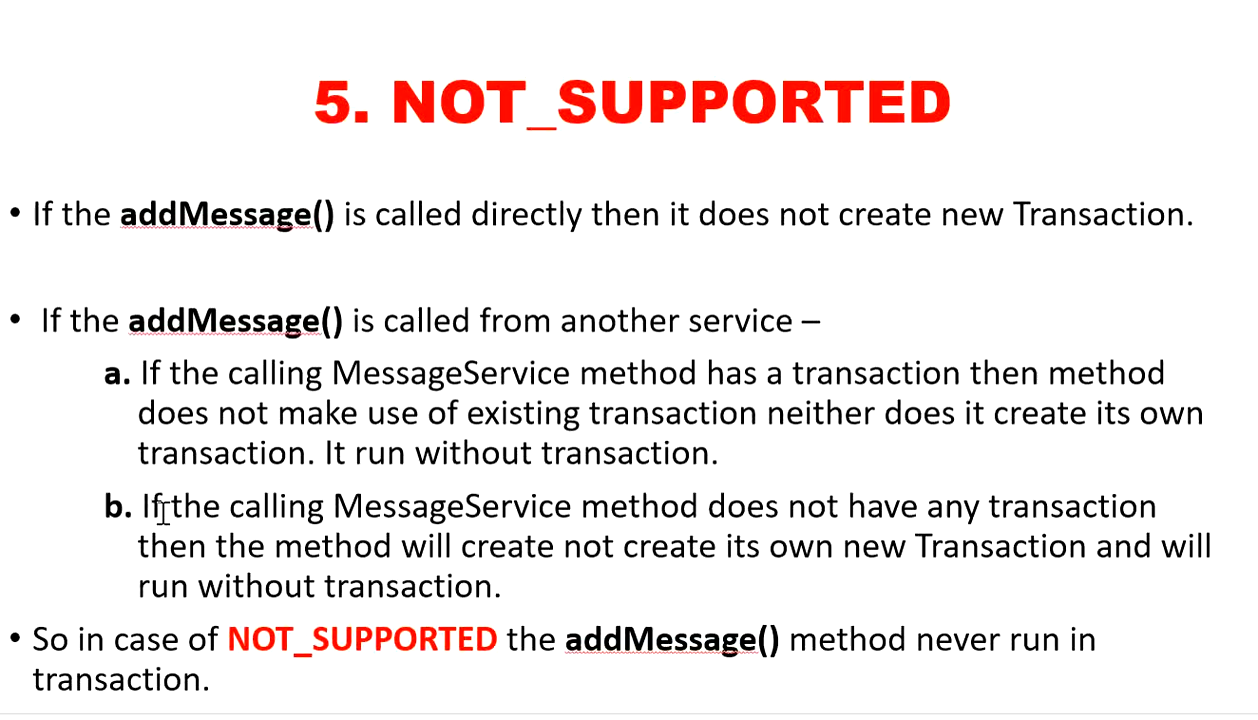 5. NOT_SUPPORTED
• If the addMessage() is called directly then it does not create new Transaction.
• If the addMessage() is called from another service –
a. If the calling MessageService method has a transaction then method
does not make use of existing transaction neither does it create its own
transaction. It run without transaction.
b. If the calling MessageService method does not have any transaction
then the method will create not create its own new Transaction and will
run without transaction.
• So in case of NOT_SUPPORTED the addMessage() method never run in
transaction.